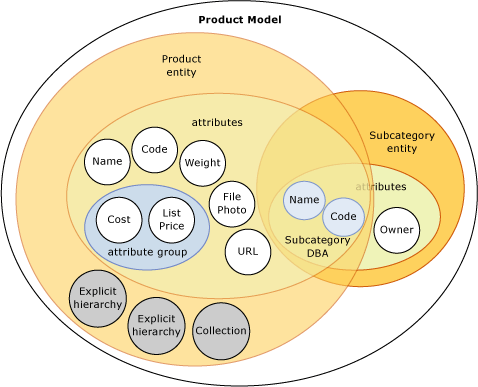 Product Model
Product
entity
attributes
Name
Code
Weight
File
Photo
URL
Cost
List
Price
attribute group
Explicit
hierarchy
Explicit
hierarchy
Collection
Subcategory
entity
attributes
Name
Code
Owner
Subcategory
DBA